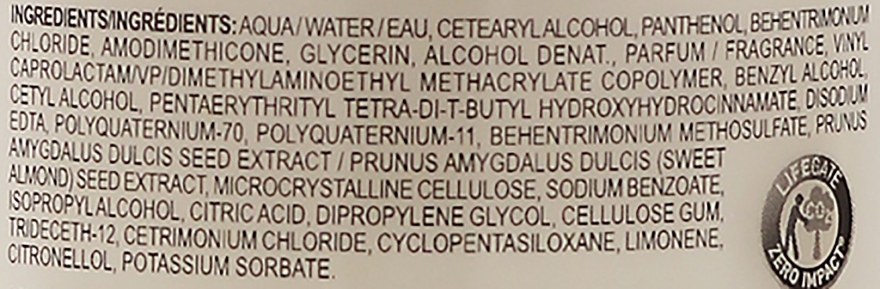 INGREDIENTS/INGRÉDIENTS: AQUA / WATER / EAU, CETEARYL ALCOHOL, PANTHENOL, BEHENTRIMONIUM
CHLORIDE, AMODIMETHICONE, GLYCERIN, ALCOHOL DENAT., PARFUM / FRAGRANCE, VINYL
CAPROLACTAM/VP/DIMETHYLAMINOETHYL METHACRYLATE COPOLYMER, BENZYL ALCOHOL,
CETYL ALCOHOL, PENTAERYTHRITYL TETRA-DI-T-BUTYL HYDROXYHYDROCINNAMATE, DISODIUM
EDTA, POLYQUATERNIUM-70, POLYQUATERNIUM-11, BEHENTRIMONIUM METHOSULFATE, PRUNUS
AMYGDALUS DULCIS SEED EXTRACT / PRUNUS AMYGDALUS DULCIS (SWEET
ALMOND) SEED EXTRACT, MICROCRYSTALLINE CELLULOSE, SODIUM BENZOATE,
ISOPROPYL ALCOHOL, CITRIC ACID, DIPROPYLENE GLYCOL, CELLULOSE GUM,
TRIDECETH-12, CETRIMONIUM CHLORIDE, CYCLOPENTASILOXANE, LIMONENE,
CITRONELLOL, POTASSIUM SORBATE.
LIFEGATE
CO2
ZERO IMPACT®